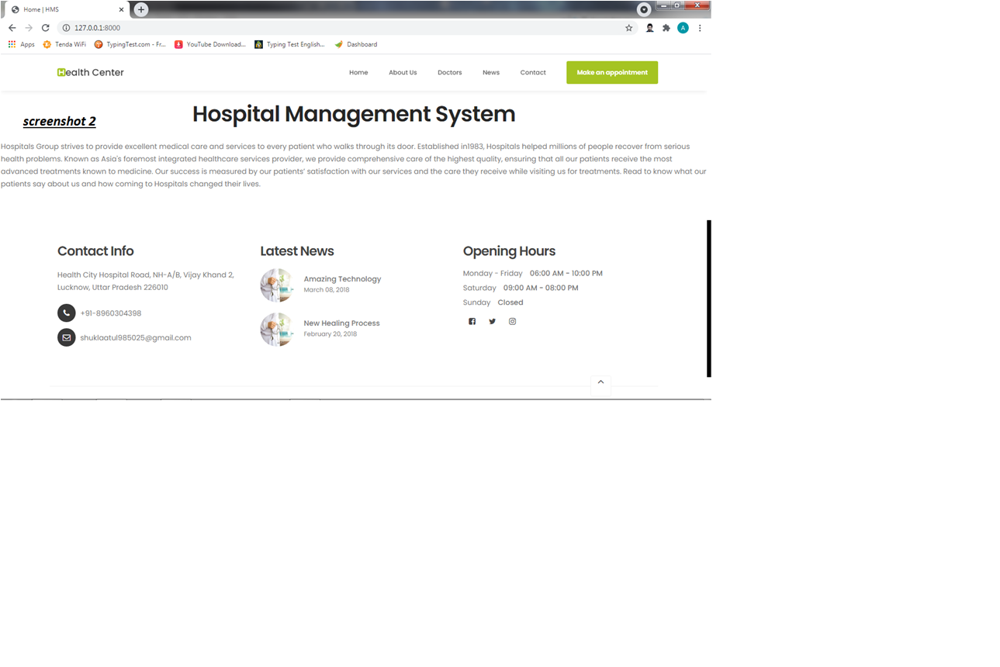 Home | HMS
127.0.0.1:8000
A
Apps Tenda WiFi TypingTest.com - Fr... YouTube Download... Typing Test English... Dashboard
Health Center Home About Us Doctors News Contact Make an appointment
Hospital Management System
screenshot 2
Hospitals Group strives to provide excellent medical care and services to every patient who walks through its door. Established in1983, Hospitals helped millions of people recover from serious
health problems. Known as Asia's foremost integrated healthcare services provider, we provide comprehensive care of the highest quality, ensuring that all our patients receive the most
advanced treatments known to medicine. Our success is measured by our patients' satisfaction with our services and the care they receive while visiting us for treatments. Read to know what our
patients say about us and how coming to Hospitals changed their lives.
Contact Info
Health City Hospital Road, NH-A/B, Vijay Khand 2,
Lucknow, Uttar Pradesh 226010
+91-8960304398
shuklaatul985025@gmail.com
Latest News
Amazing Technology
March 08, 2018
New Healing Process
February 20, 2018
Opening Hours
Monday - Friday 06:00 AM - 10:00 PM
Saturday 09:00 AM - 08:00 PM
Sunday Closed